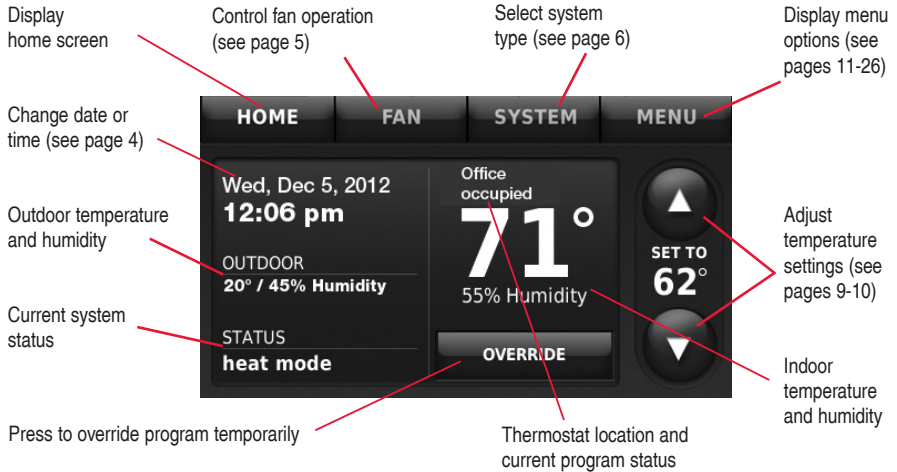 Display
home screen
Control fan operation
(see page 5)
Select system
type (see page 6)
Display menu
options (see
pages 11-26)
Change date or
time (see page 4)
Outdoor temperature
and humidity
Current system
status
HOME
FAN
SYSTEM
MENU
Wed, Dec 5, 2012
12:06 pm
OUTDOOR
20° / 45% Humidity
STATUS
heat mode
Office
occupied
71°
55% Humidity
OVERRIDE
SET TO
62°
Adjust
temperature
settings (see
pages 9-10)
Indoor
temperature
and humidity
Press to override program temporarily
Thermostat location and
current program status